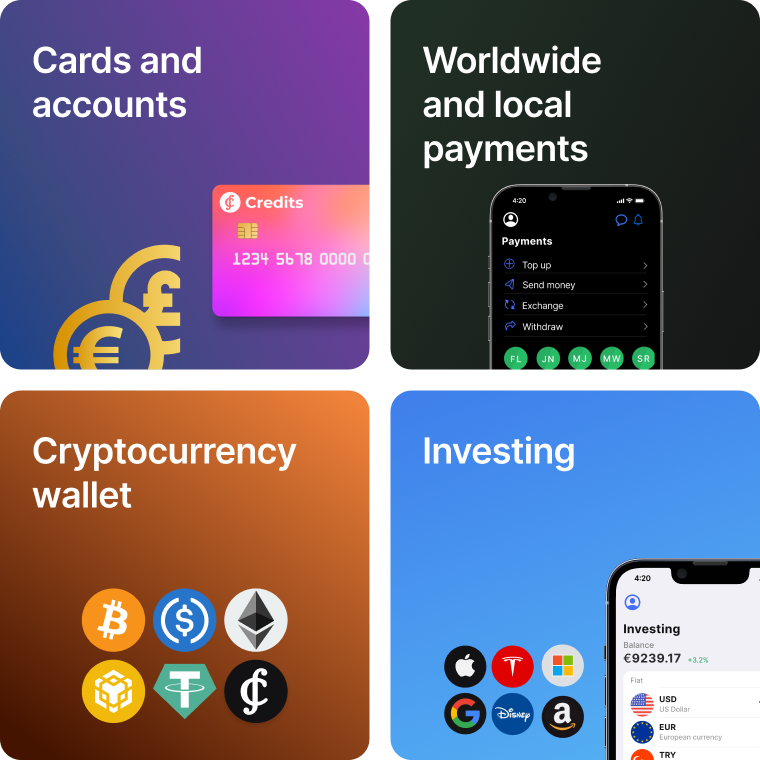 Cards and
accounts
Credits
1234 5678 0000
£
€
Worldwide
and local
payments
4:20
Payments
Top up
Send money
Exchange
Withdraw
FL JN MJ MW SR
Cryptocurrency
wallet
Investing
4:20
Investing
Balance
€9239.17 +3.2%
Fiat
USD
US Dollar
EUR
European currency
TRY
Disney